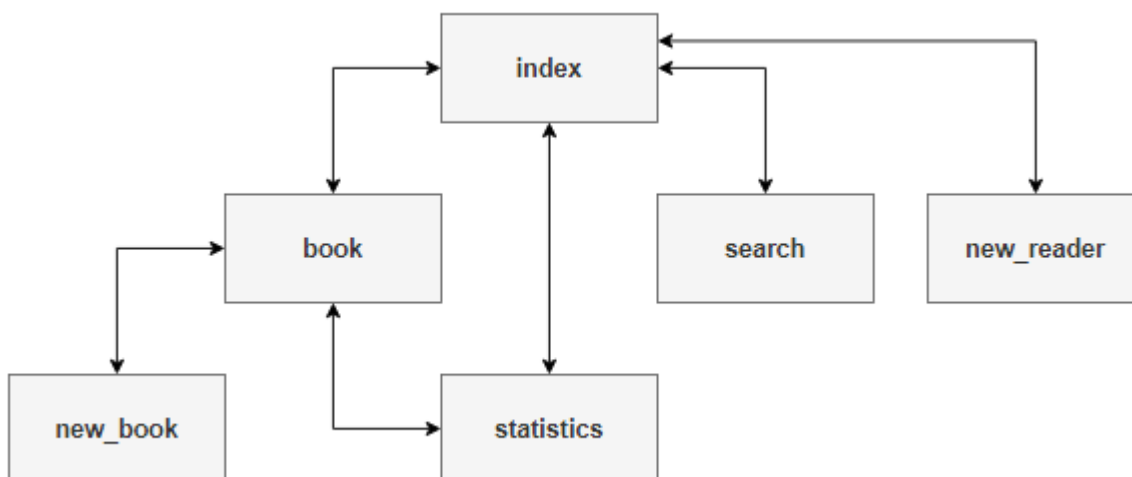 index
book
search
new_reader
new_book
statistics